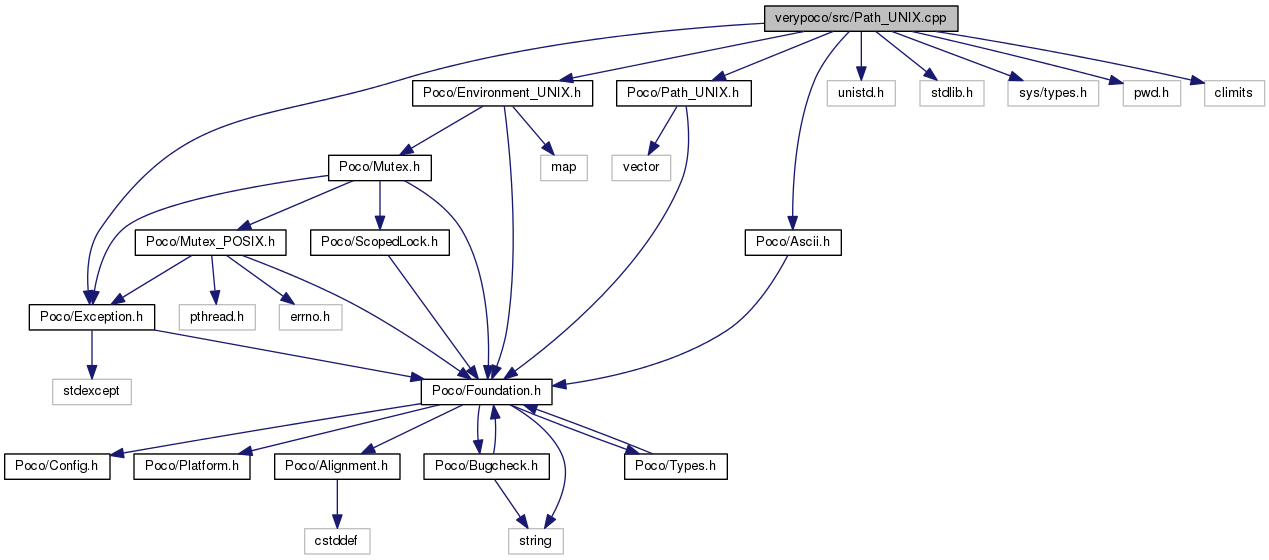 verypoco/src/Path_UNIX.cpp
Poco/Environment_UNIX.h
Poco/Path_UNIX.h
unistd.h
stdlib.h
sys/types.h
pwd.h
climits
Poco/Mutex.h
map
vector
Poco/Mutex_POSIX.h
Poco/ScopedLock.h
Poco/Ascii.h
Poco/Exception.h
pthread.h
errno.h
stdexcept
Poco/Foundation.h
Poco/Config.h
Poco/Platform.h
Poco/Alignment.h
Poco/Bugcheck.h
Poco/Types.h
cstddef
string